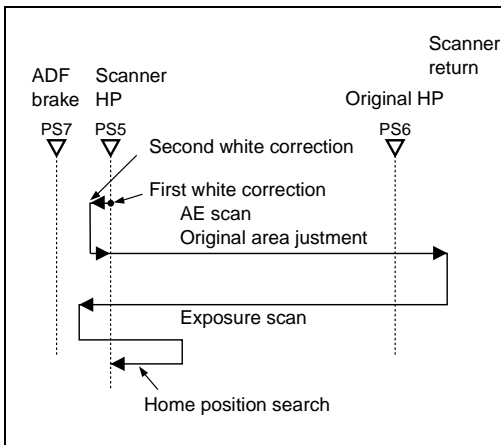 Scanner
return
ADF
brake
Scanner
HP
Original HP
PS7
PS5
PS6
Second white correction
First white correction
AE scan
Original area justment
Exposure scan
Home position search